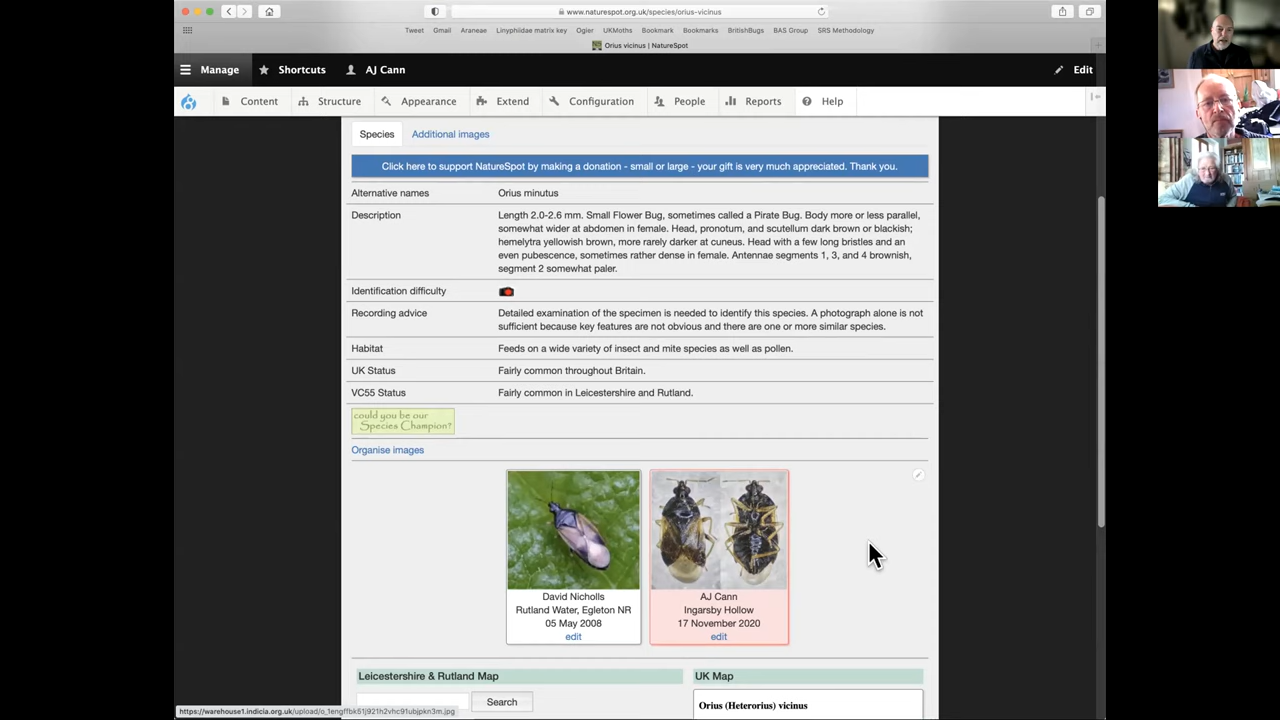 www.naturespot.org.uk/species/orius-vicinus
Tweet Gmail Araneae Linyphiidae matrix key Ogier UKMoths Bookmark Bookmarks BritishBugs BAS Group SRS Methodology
Orius vicinus | NatureSpot
Manage Shortcuts AJ Cann Edit
Content Structure Appearance Extend Configuration People Reports Help
Species Additional images
Click here to support NatureSpot by making a donation - small or large - your gift is very much appreciated. Thank you.
Alternative names Orius minutus
Description Length 2.0-2.6 mm. Small Flower Bug, sometimes called a Pirate Bug. Body more or less parallel,
somewhat wider at abdomen in female. Head, pronotum, and scutellum dark brown or blackish;
hemelytra yellowish brown, more rarely darker at cuneus. Head with a few long bristles and an
even pubescence, sometimes rather dense in female. Antennae segments 1, 3, and 4 brownish,
segment 2 somewhat paler.
Identification difficulty
Recording advice Detailed examination of the specimen is needed to identify this species. A photograph alone is not
sufficient because key features are not obvious and there are one or more similar species.
Habitat Feeds on a wide variety of insect and mite species as well as pollen.
UK Status Fairly common throughout Britain.
VC55 Status Fairly common in Leicestershire and Rutland.
could you be our
Species Champion?
Organise images
David Nicholls
Rutland Water, Egleton NR
05 May 2008
edit
AJ Cann
Ingarsby Hollow
17 November 2020
edit
Leicestershire & Rutland Map UK Map
Search
Orius (Heterorius) vicinus